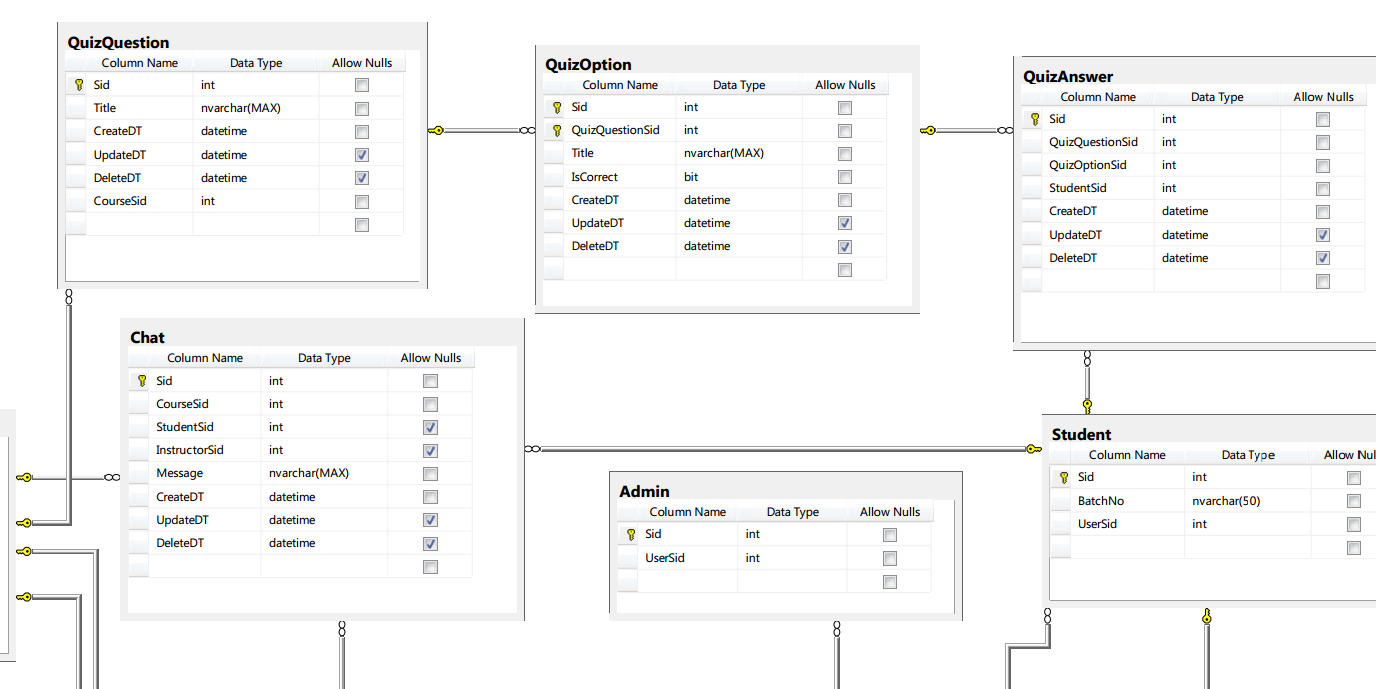 QuizQuestion
Column Name Data Type Allow Nulls
Sid int
Title nvarchar(MAX)
CreateDT datetime
UpdateDT datetime
DeleteDT datetime
CourseSid int
QuizOption
Column Name Data Type Allow Nulls
Sid int
QuizQuestionSid int
Title nvarchar(MAX)
IsCorrect bit
CreateDT datetime
UpdateDT datetime
DeleteDT datetime
QuizAnswer
Column Name Data Type Allow Nulls
Sid int
QuizQuestionSid int
QuizOptionSid int
StudentSid int
CreateDT datetime
UpdateDT datetime
DeleteDT datetime
Chat
Column Name Data Type Allow Nulls
Sid int
CourseSid int
StudentSid int
InstructorSid int
Message nvarchar(MAX)
CreateDT datetime
UpdateDT datetime
DeleteDT datetime
Admin
Column Name Data Type Allow Nulls
Sid int
UserSid int
Student
Column Name Data Type Allow Nul
Sid int
BatchNo nvarchar(50)
UserSid int